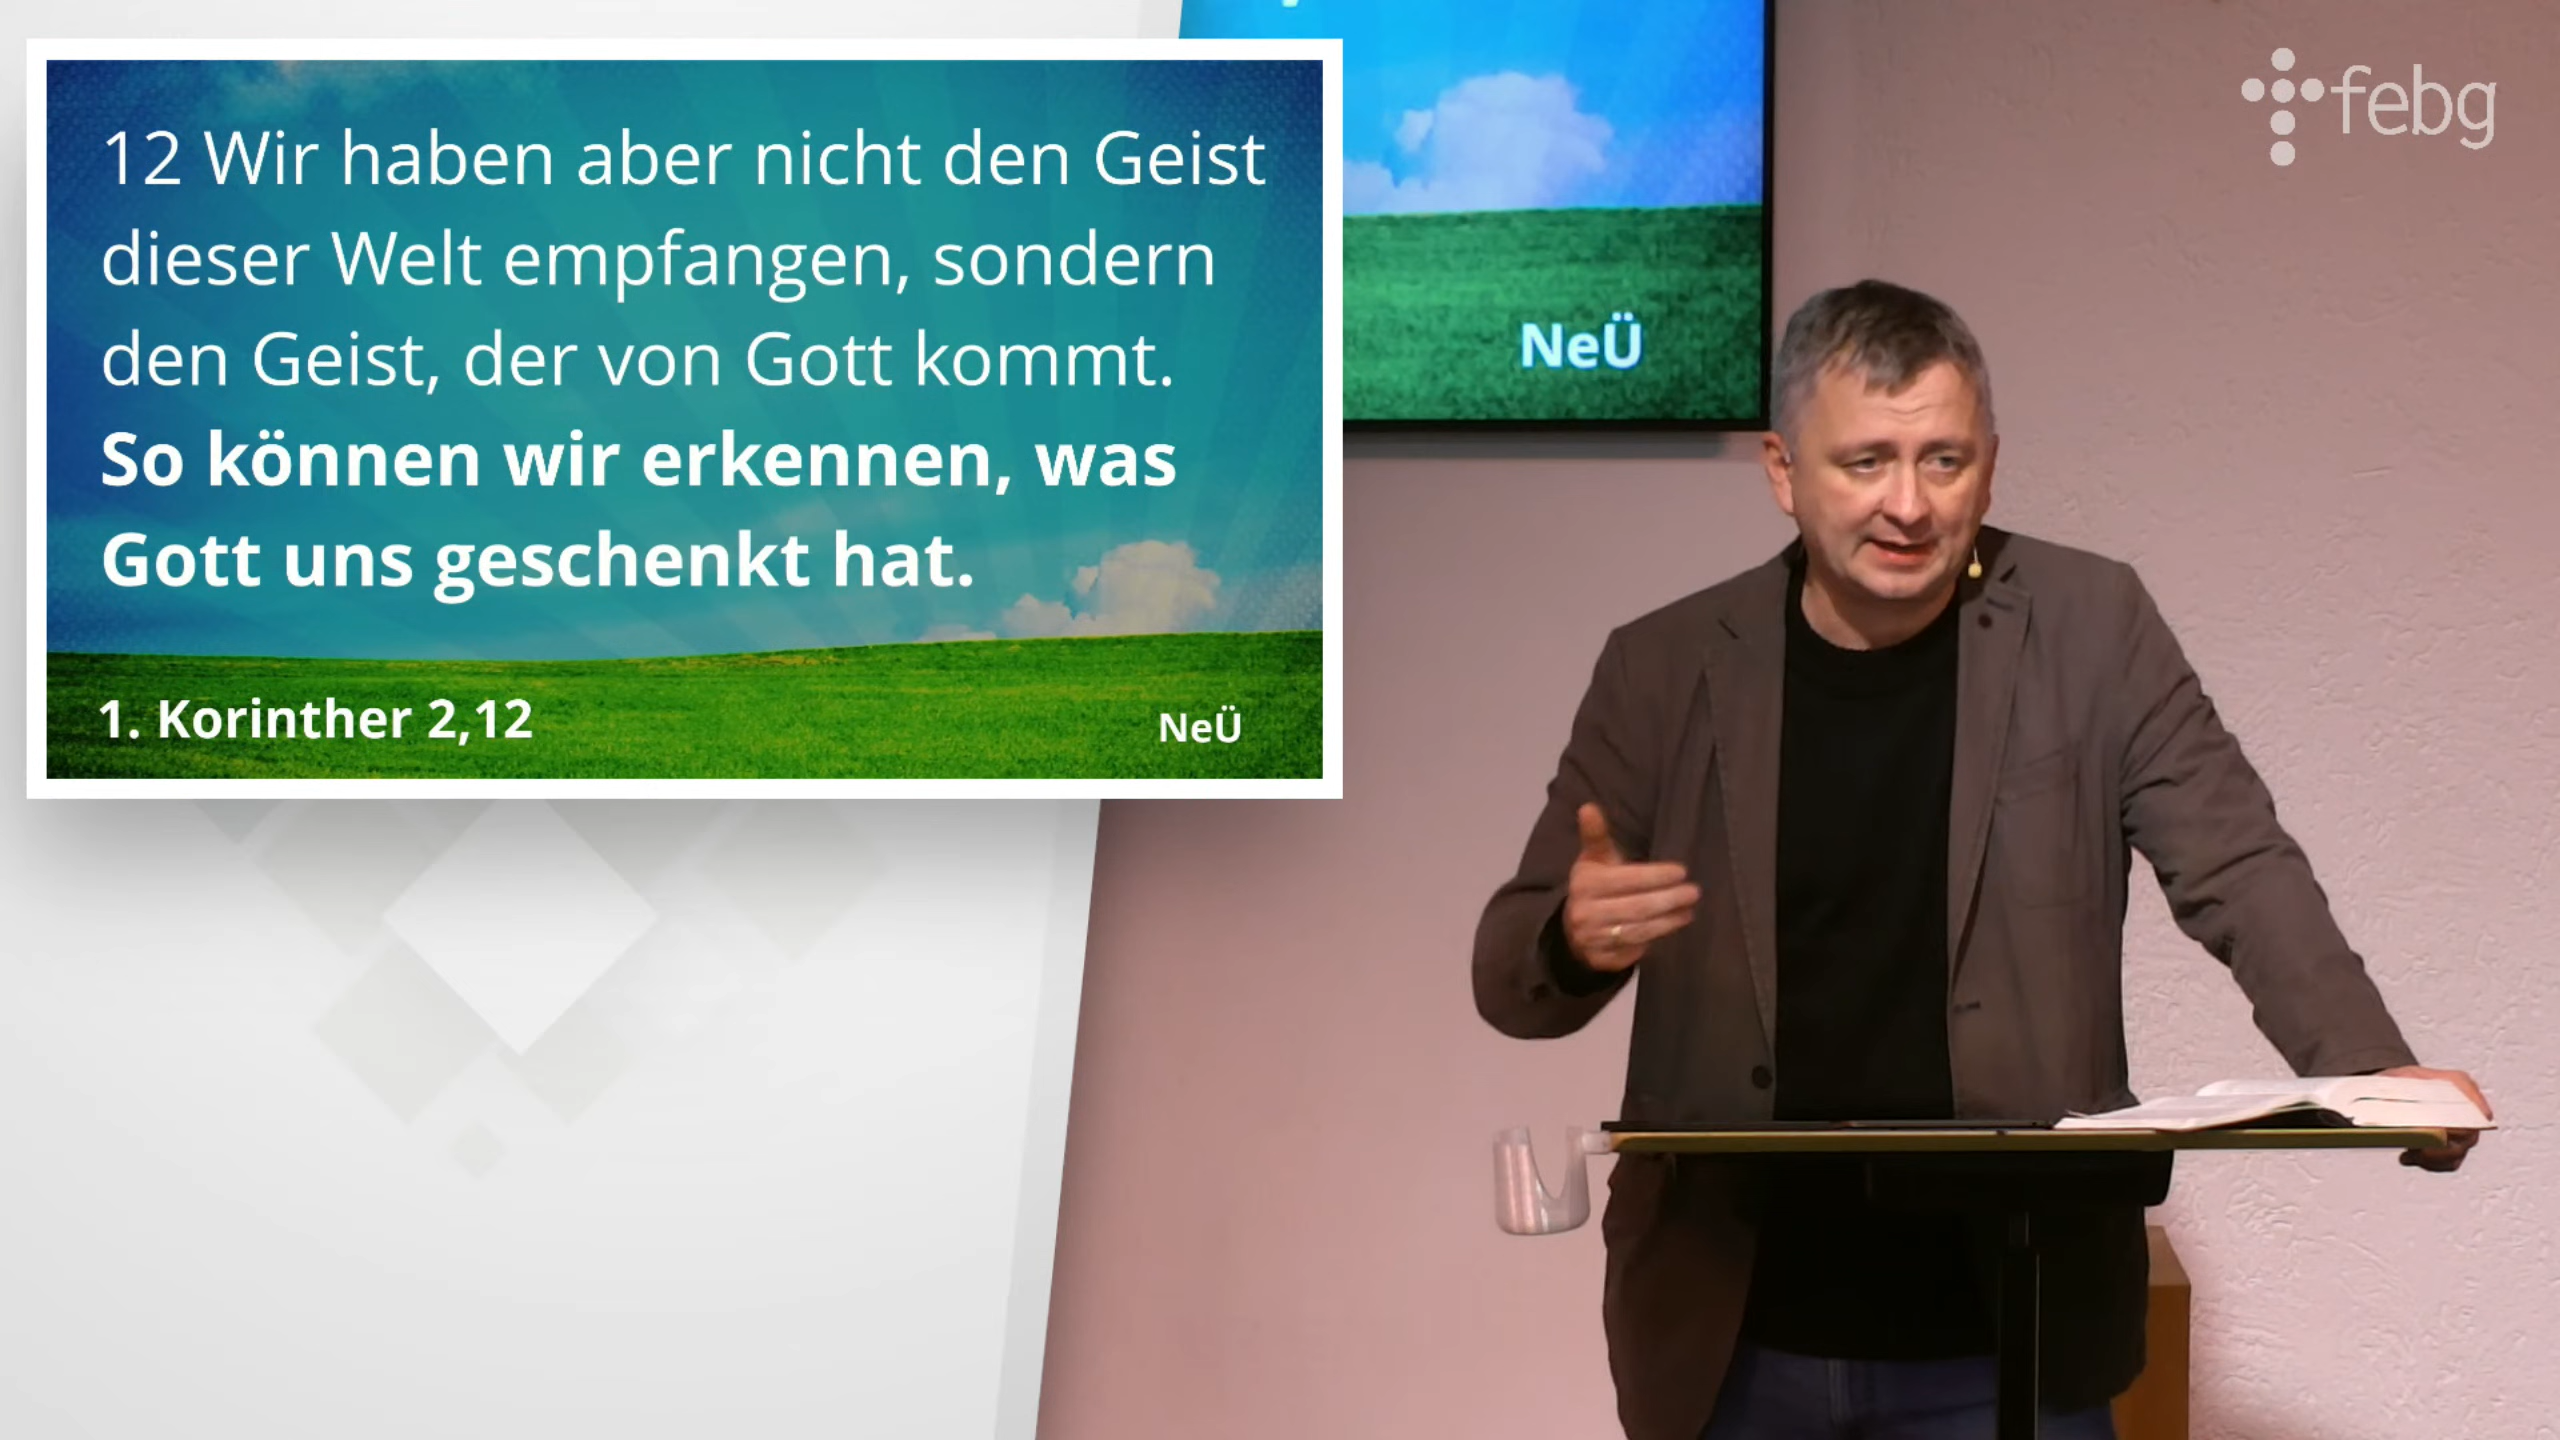 12 Wir haben aber nicht den Geist
dieser Welt empfangen, sondern
den Geist, der von Gott kommt.
So können wir erkennen, was
Gott uns geschenkt hat.
1. Korinther 2,12
NeÜ
NeÜ
febg